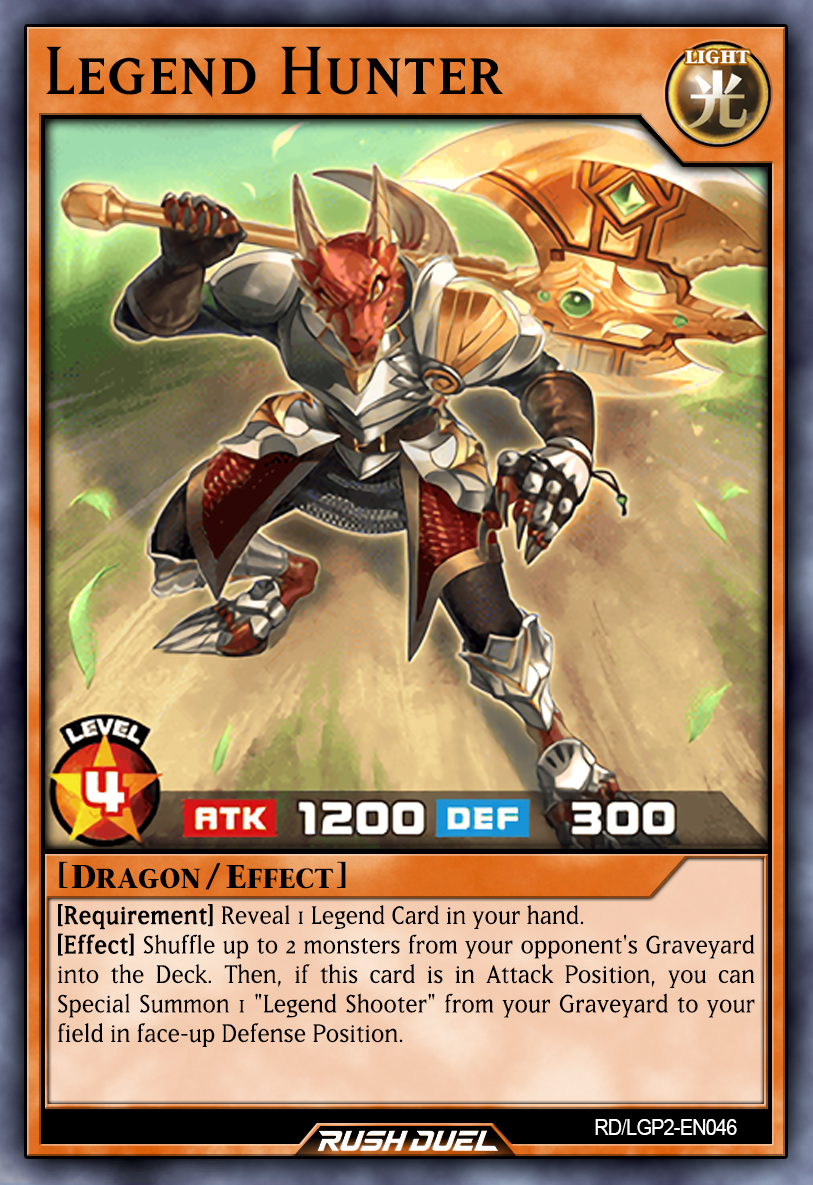 Legend Hunter
LIGHT
光
LEVEL
4
ATK 1200 DEF 300
[Dragon/Effect]
[Requirement] Reveal 1 Legend Card in your hand.
[Effect] Shuffle up to 2 monsters from your opponent's Graveyard
into the Deck. Then, if this card is in Attack Position, you can
Special Summon 1 "Legend Shooter" from your Graveyard to your
field in face-up Defense Position.
RD/LGP2-EN046
RUSH DUEL